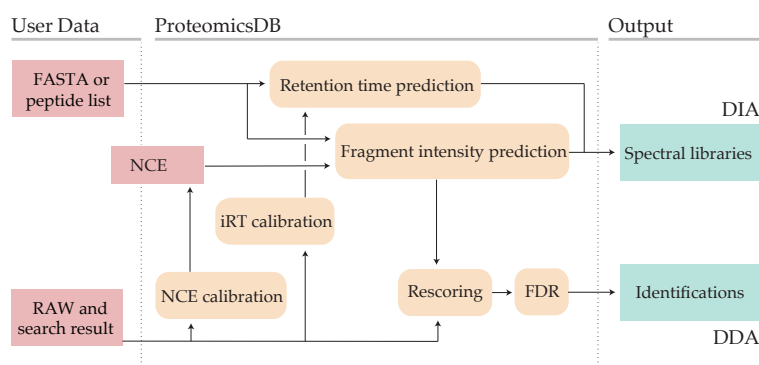 User Data
ProteomicsDB
Output
FASTA or
peptide list
Retention time prediction
DIA
NCE
Fragment intensity prediction
Spectral libraries
iRT calibration
NCE calibration
Rescoring
FDR
Identifications
RAW and
search result
DDA